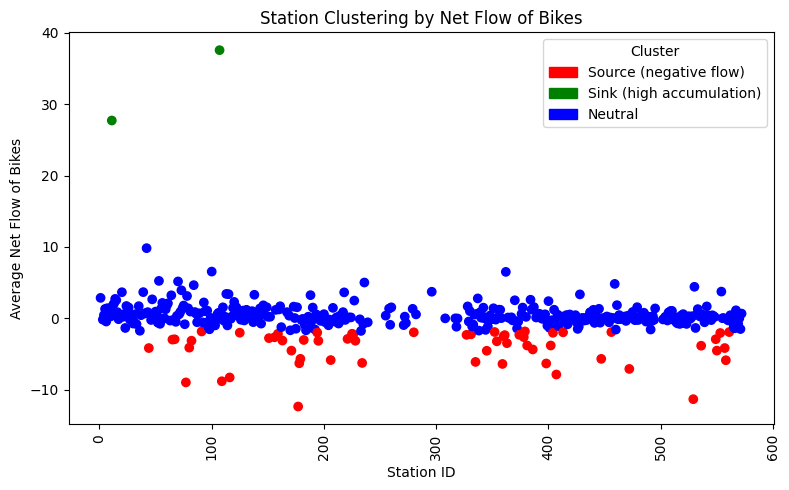 Station Clustering by Net Flow of Bikes
Average Net Flow of Bikes
40
30
20
10
0
−10
Cluster
Source (negative flow)
Sink (high accumulation)
Neutral
0
100
200
300
400
500
600
Station ID